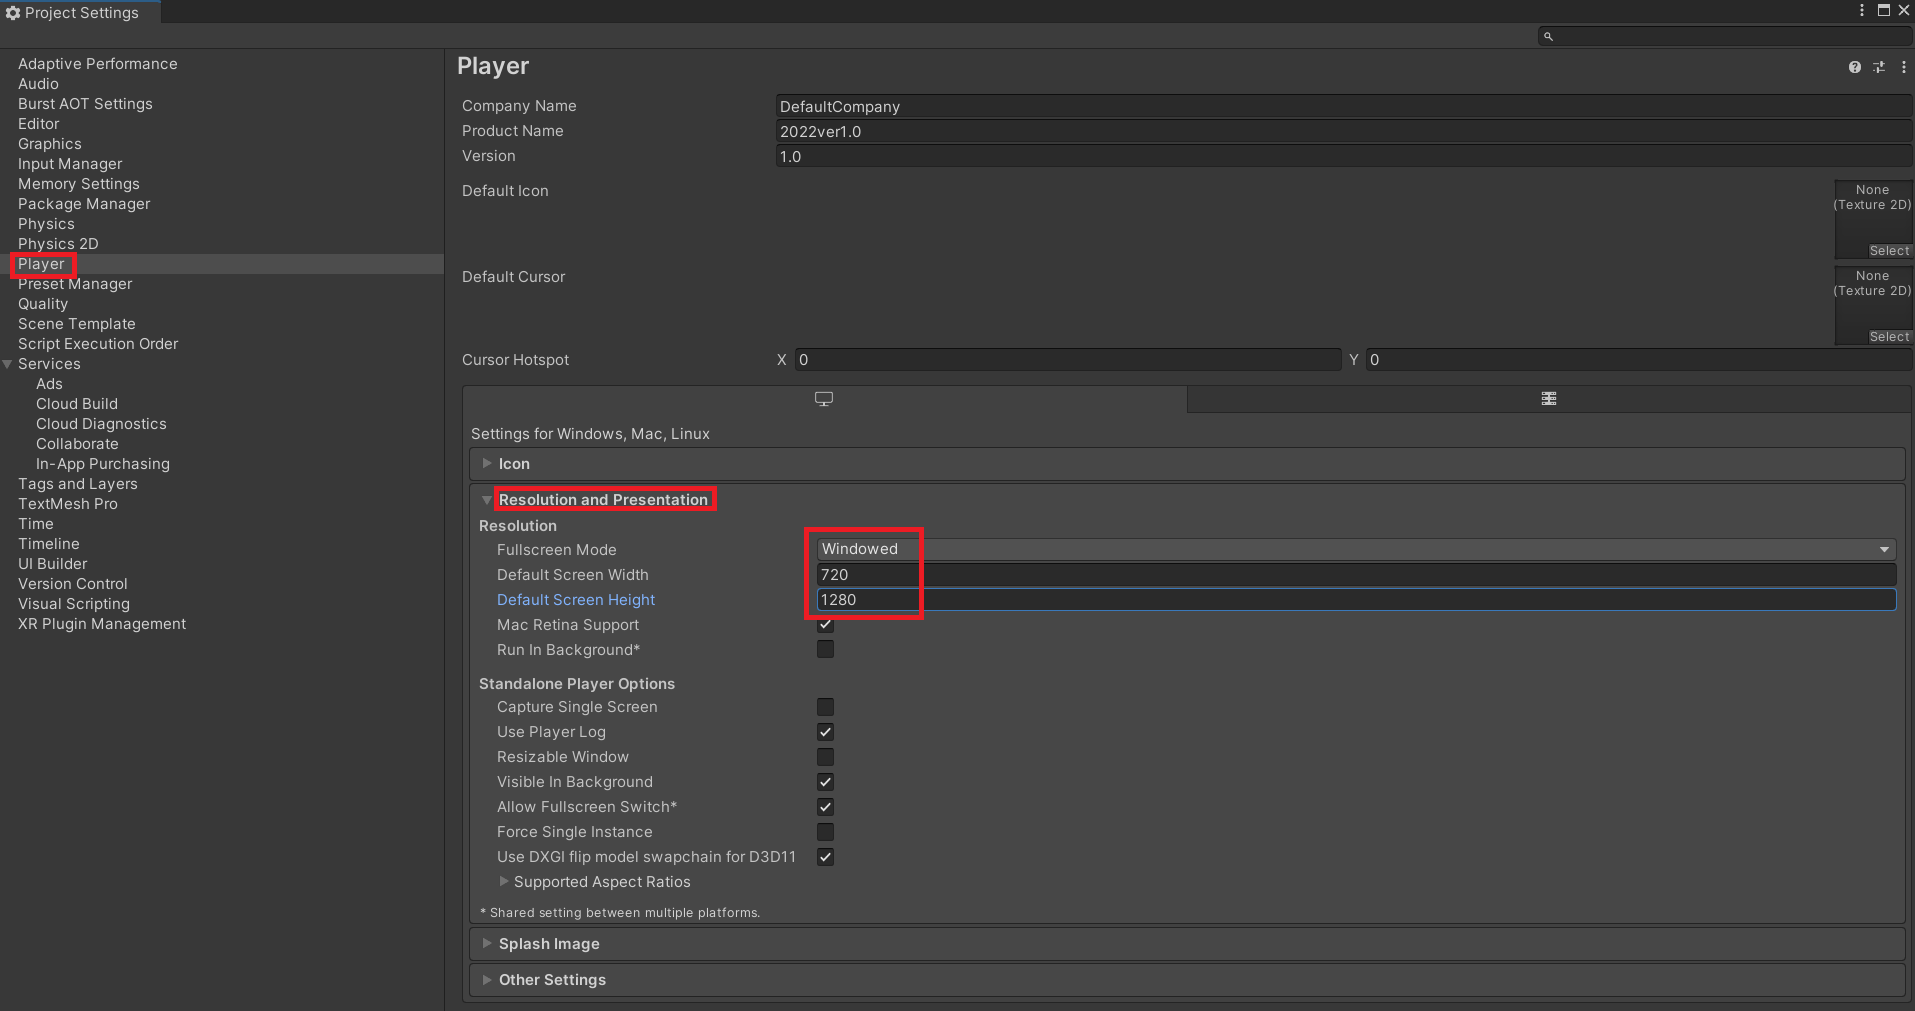 Project Settings
Adaptive Performance
Audio
Burst AOT Settings
Editor
Graphics
Input Manager
Memory Settings
Package Manager
Physics
Physics 2D
Player
Preset Manager
Quality
Scene Template
Script Execution Order
Services
Ads
Cloud Build
Cloud Diagnostics
Collaborate
In-App Purchasing
Tags and Layers
TextMesh Pro
Time
Timeline
UI Builder
Version Control
Visual Scripting
XR Plugin Management
Player
Company Name DefaultCompany
Product Name 2022ver1.0
Version 1.0
Default Icon None
(Texture 2D)
Select
Default Cursor None
(Texture 2D)
Select
Cursor Hotspot X 0 Y 0
Settings for Windows, Mac, Linux
Icon
Resolution and Presentation
Resolution
Fullscreen Mode Windowed
Default Screen Width 720
Default Screen Height 1280
Mac Retina Support
Run In Background*
Standalone Player Options
Capture Single Screen
Use Player Log
Resizable Window
Visible In Background
Allow Fullscreen Switch*
Force Single Instance
Use DXGI flip model swapchain for D3D11
Supported Aspect Ratios
* Shared setting between multiple platforms.
Splash Image
Other Settings